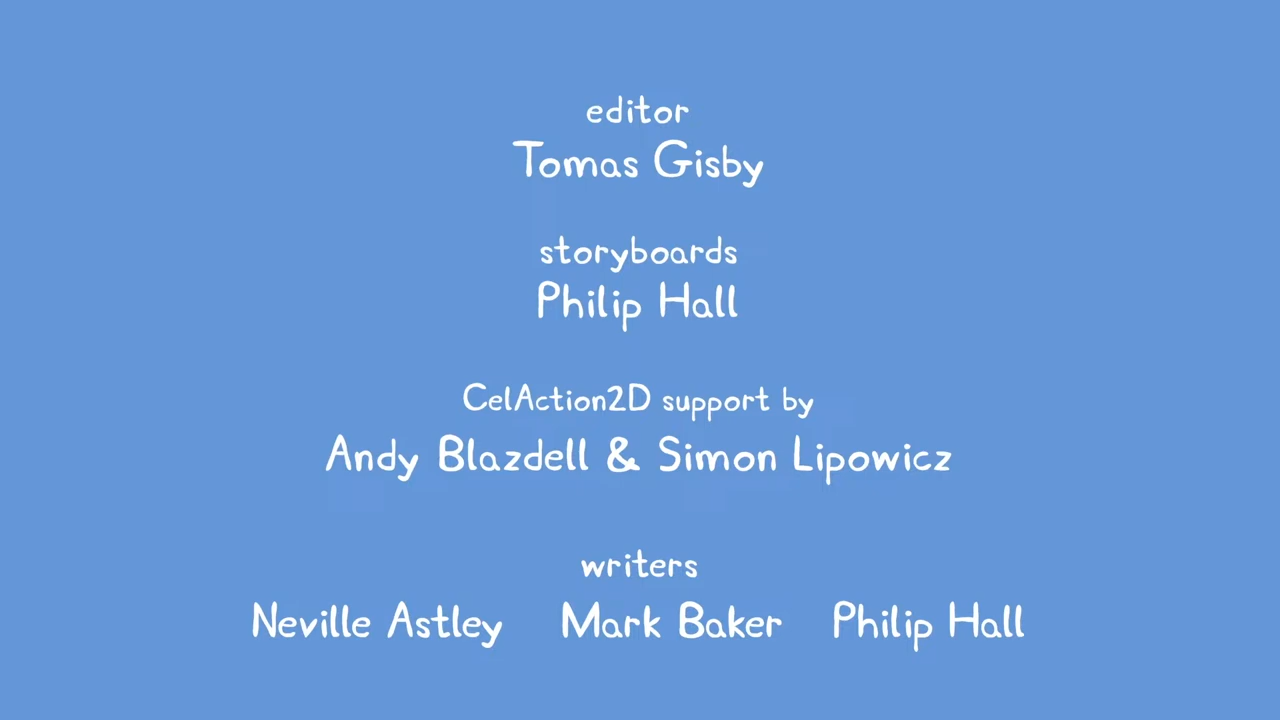 editor
Tomas Gisby
storyboards
Philip Hall
CelAction2D support by
Andy Blazdell & Simon Lipowicz
writers
Neville Astley Mark Baker Philip Hall